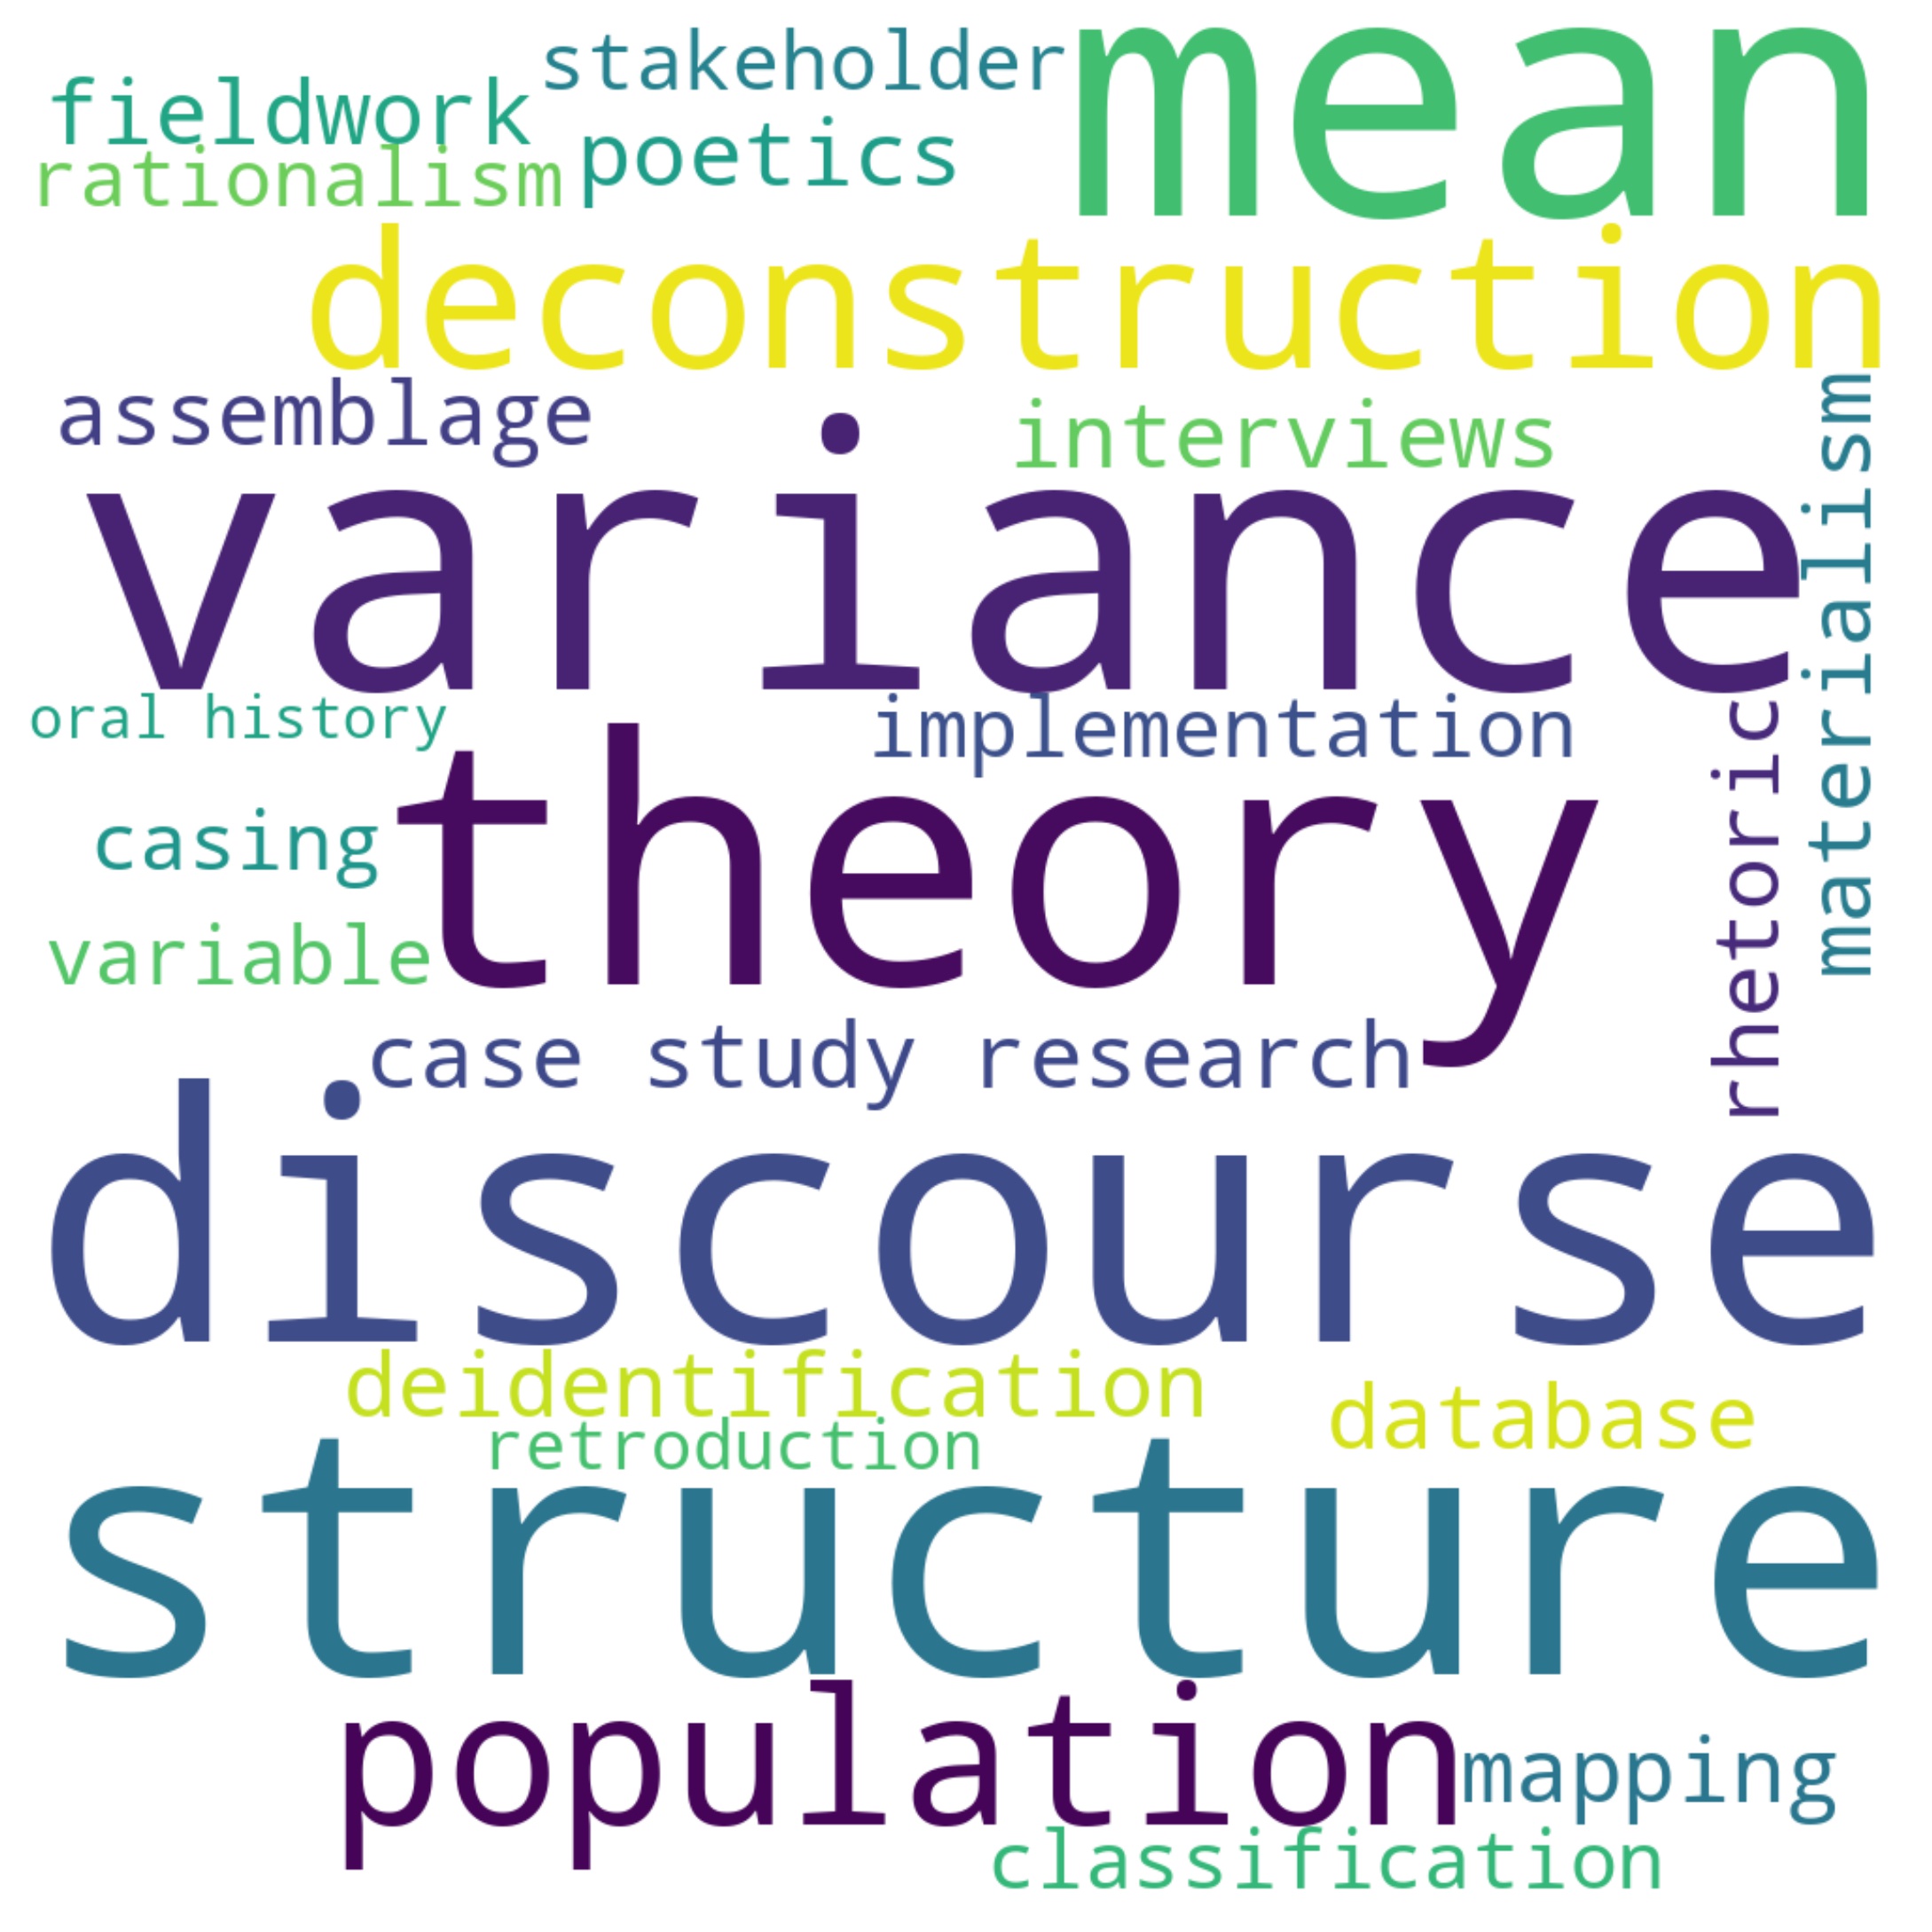 stakeholder
mean
fieldwork
poetics
rationalism
deconstruction
assemblage
interviews
materialism
variance
oral history
implementation
rhetoric
theory
casing
variable
case study research
discourse
deidentification
database
retroduction
structure
population
mapping
classification